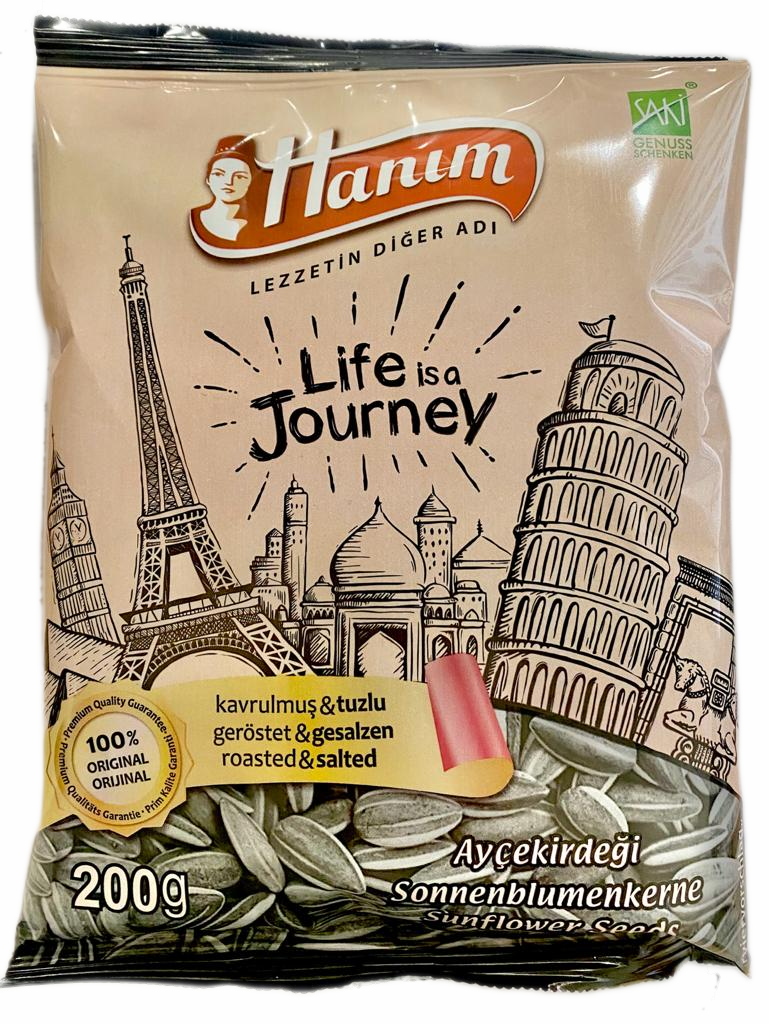 SAKİ ®
GENUSS
SCHENKEN
Hanım
LEZZETİN DİĞER ADI
Life is a
Journey
kavrulmuş & tuzlu
geröstet & gesalzen
roasted & salted
Premium Quality Guarantee · Prim Kalite Garanti · Premium Qualitäts Garantie ·
100%
ORIGINAL
ORIJINAL
200g
Ayçekirdeği
Sonnenblumenkerne
Sunflower Seeds